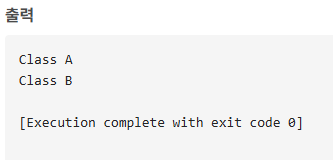 출력
Class A
Class B
[Execution complete with exit code 0]